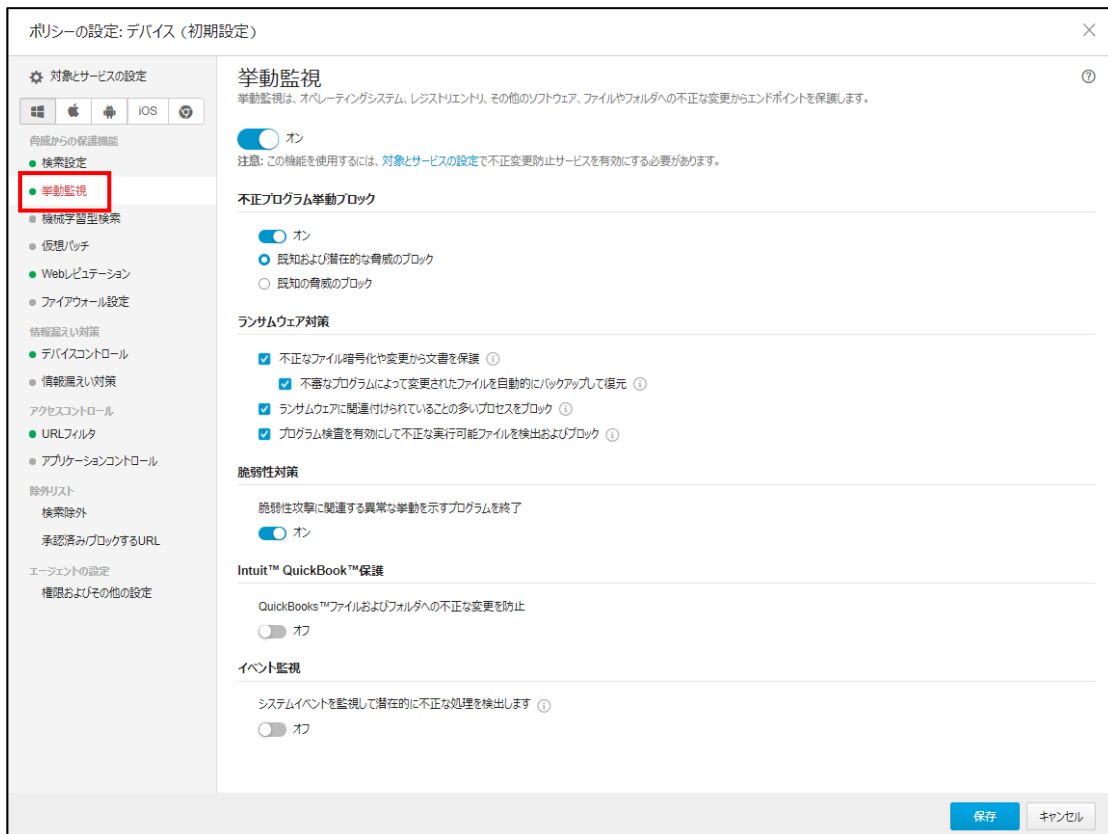 ポリシーの設定: デバイス (初期設定)
対象とサービスの設定
iOS
脅威からの保護機能
検索設定
挙動監視
機械学習型検索
仮想パッチ
Webレピュテーション
ファイアウォール設定
情報漏えい対策
デバイスコントロール
情報漏えい対策
アクセスコントロール
URLフィルタ
アプリケーションコントロール
除外リスト
検索除外
承認済み/ブロックするURL
エージェントの設定
権限およびその他の設定
挙動監視
挙動監視は、オペレーティングシステム、レジストリエントリ、その他のソフトウェア、ファイルやフォルダへの不正な変更からエンドポイントを保護します。
オン
注意: この機能を使用するには、対象とサービスの設定で不正変更防止サービスを有効にする必要があります。
不正プログラム挙動ブロック
オン
既知および潜在的な脅威のブロック
既知の脅威のブロック
ランサムウェア対策
不正なファイル暗号化や変更から文書を保護
不審なプログラムによって変更されたファイルを自動的にバックアップして復元
ランサムウェアに関連付けられていることの多いプロセスをブロック
プログラム検査を有効にして不正な実行可能ファイルを検出およびブロック
脆弱性対策
脆弱性攻撃に関連する異常な挙動を示すプログラムを終了
オン
Intuit™ QuickBook™保護
QuickBooks™ファイルおよびフォルダへの不正な変更を防止
オフ
イベント監視
システムイベントを監視して潜在的に不正な処理を検出します
オフ
保存
キャンセル